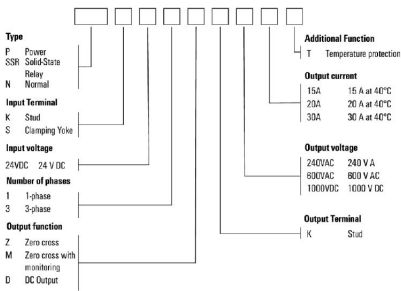 Type
P Power
SSR Solid-State
Relay
N Normal
Input Terminal
K Stud
S Clamping Yoke
Input voltage
24VDC 24 V DC
Number of phases
1 1-phase
3 3-phase
Output function
Z Zero cross
M Zero cross with
monitoring
D DC Output
Additional Function
T Temperature protection
Output current
15A 15 A at 40°C
20A 20 A at 40°C
30A 30 A at 40°C
Output voltage
240VAC 240 V A
600VAC 600 V AC
1000VDC 1000 V DC
Output Terminal
K Stud